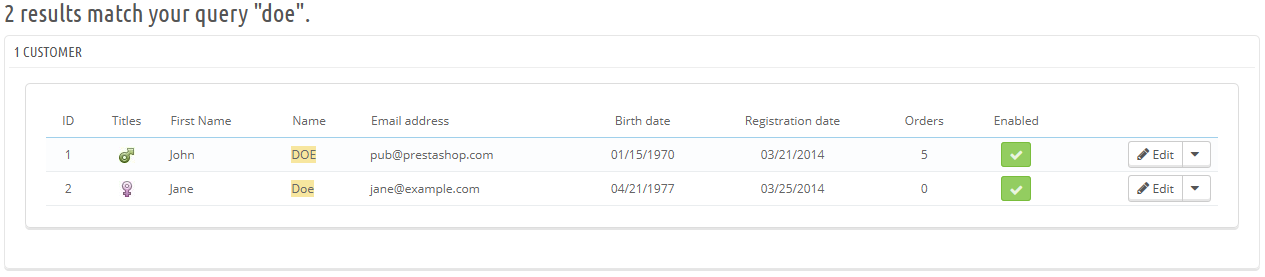 2 results match your query "doe".
1 CUSTOMER
ID Titles First Name Name Email address Birth date Registration date Orders Enabled
1 John DOE pub@prestashop.com 01/15/1970 03/21/2014 5 Edit
2 Jane Doe jane@example.com 04/21/1977 03/25/2014 0 Edit